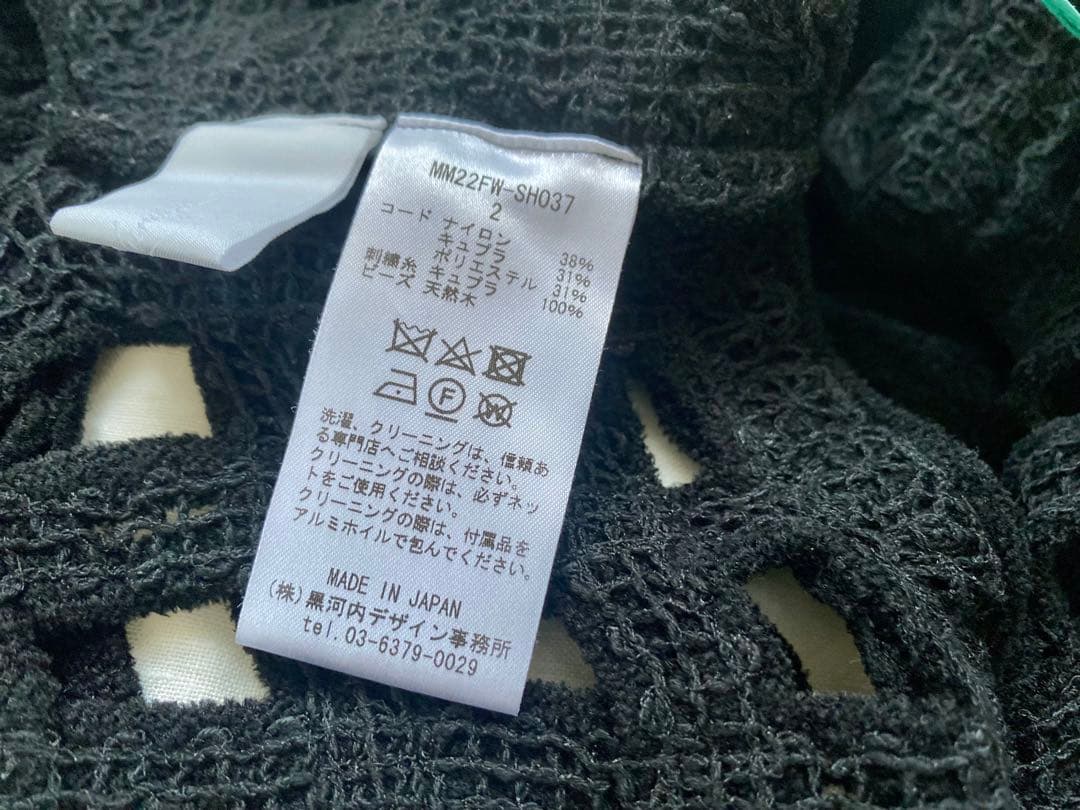 MM22FW-SH037
2
コード ナイロン 38%
キュプラ 31%
ポリエステル 31%
刺繍糸 キュプラ 100%
ビーズ 天然木
F
W
洗濯、クリーニングは、信頼あ
る専門店へご相談ください。
クリーニングの際は、必ずネッ
トをご使用ください。
クリーニングの際は、付属品を
アルミホイルで包んでください。
MADE IN JAPAN
(株)黒河内デザイン事務所
tel.03-6379-0029